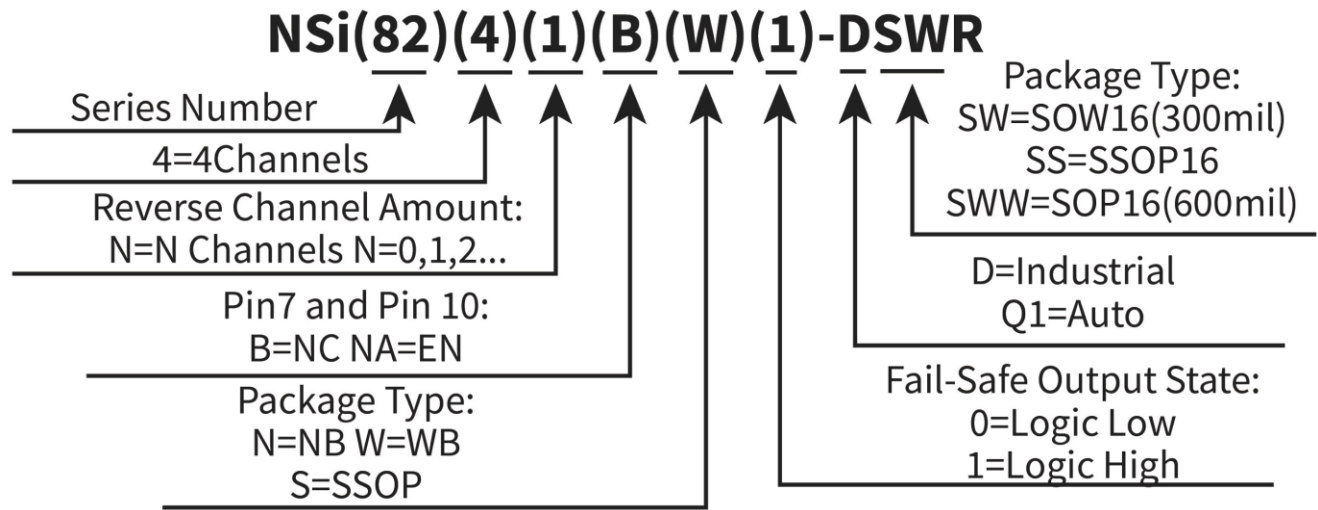 NSi(82)(4)(1)(B)(W)(1)-DSWR
Series Number
4=4Channels
Reverse Channel Amount:
N=N Channels N=0,1,2...
Pin7 and Pin 10:
B=NC NA=EN
Package Type:
N=NB W=WB
S=SSOP
Package Type:
SW=SOW16(300mil)
SS=SSOP16
SWW=SOP16(600mil)
D=Industrial
Q1=Auto
Fail-Safe Output State:
0=Logic Low
1=Logic High